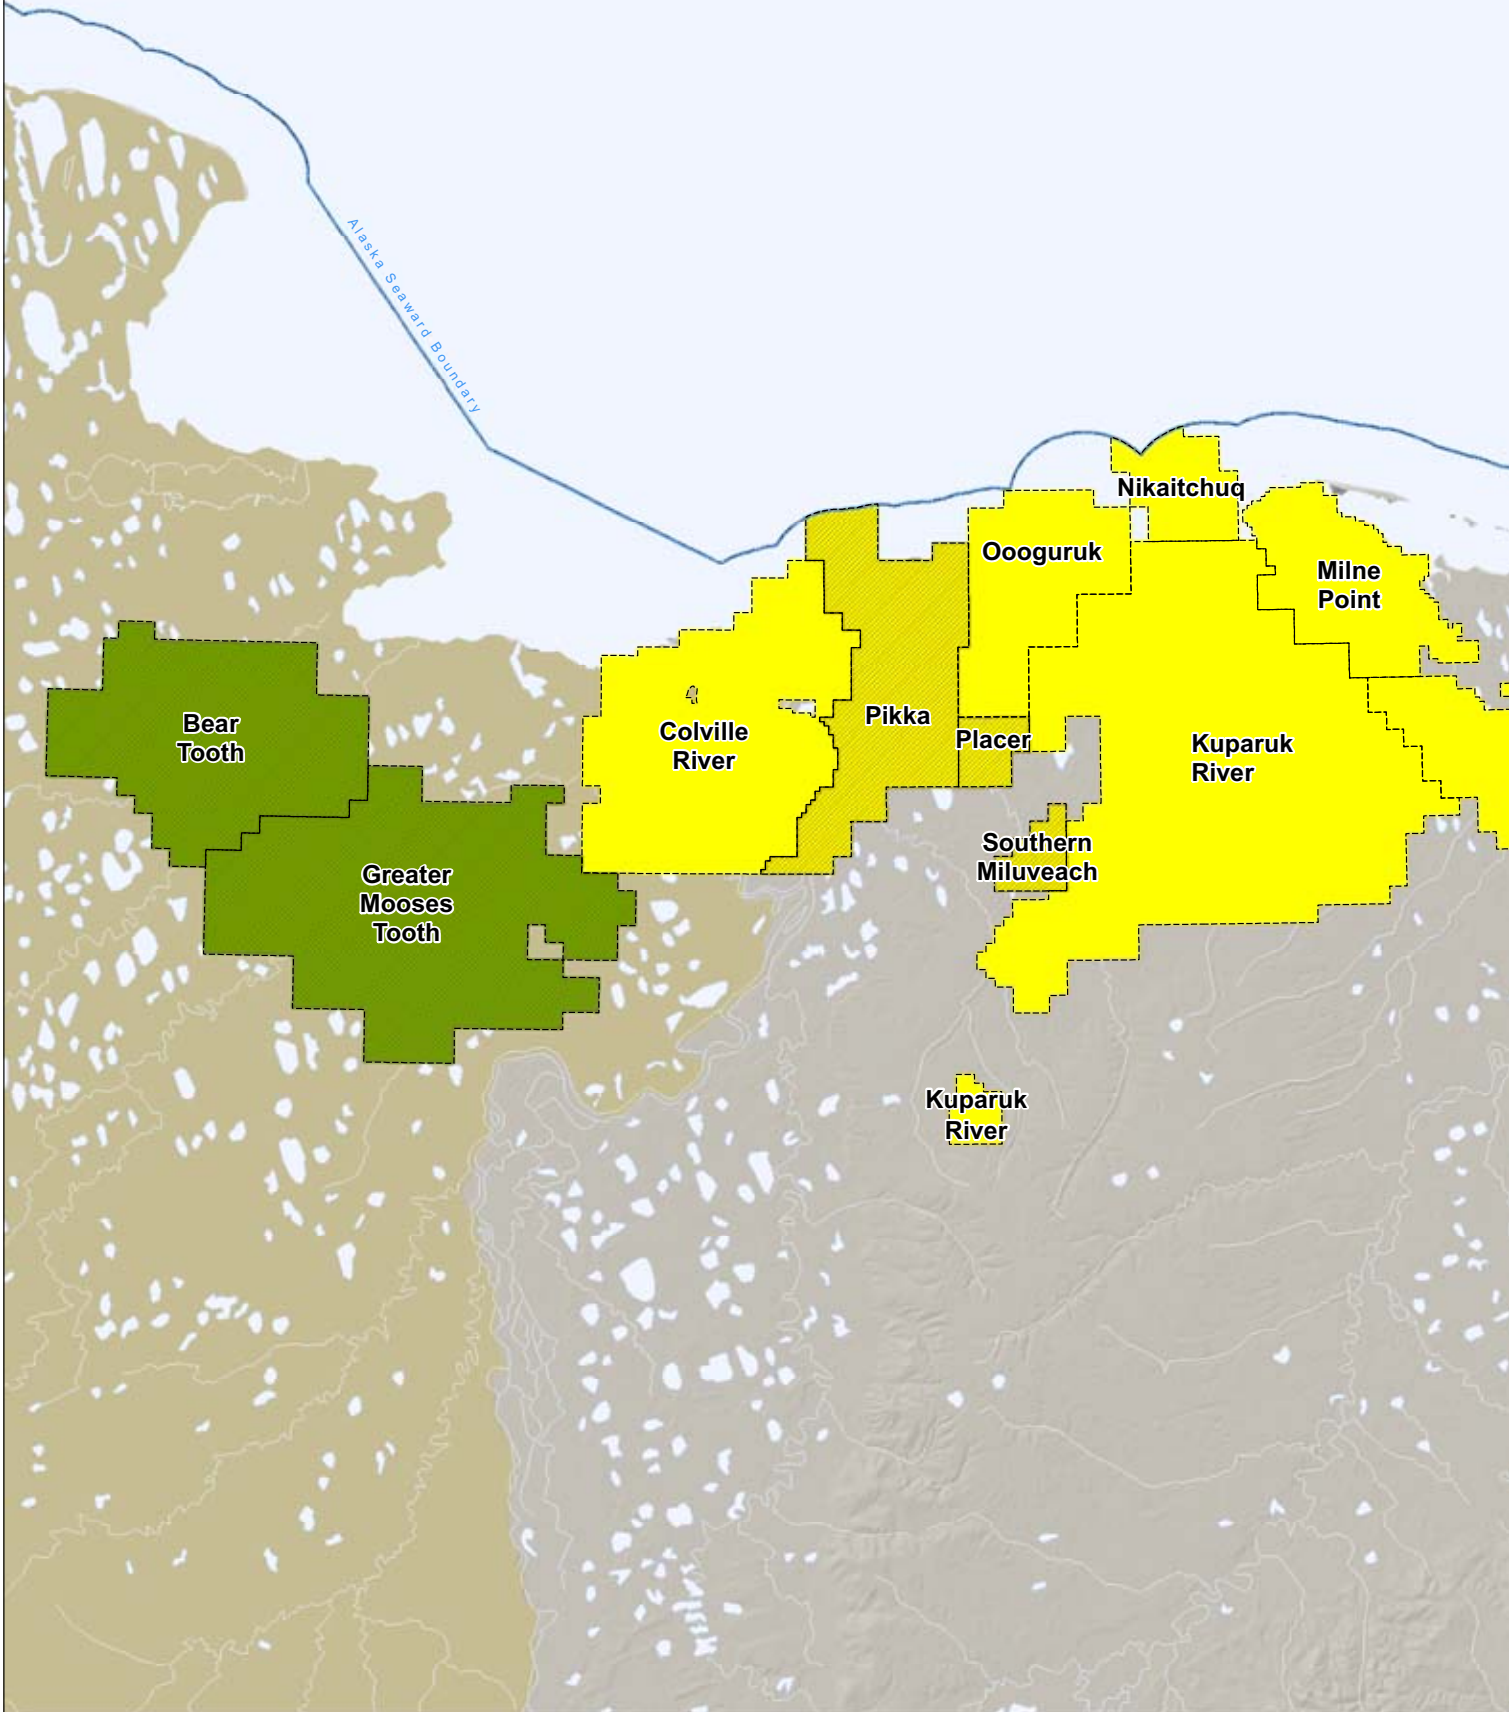 Alaska Seaward Boundary
Nikaitchuq
Oooguruk
Milne
Point
Bear
Tooth
Colville
River
Pikka
Placer
Kuparuk
River
Southern
Miluveach
Greater
Mooses
Tooth
Kuparuk
River